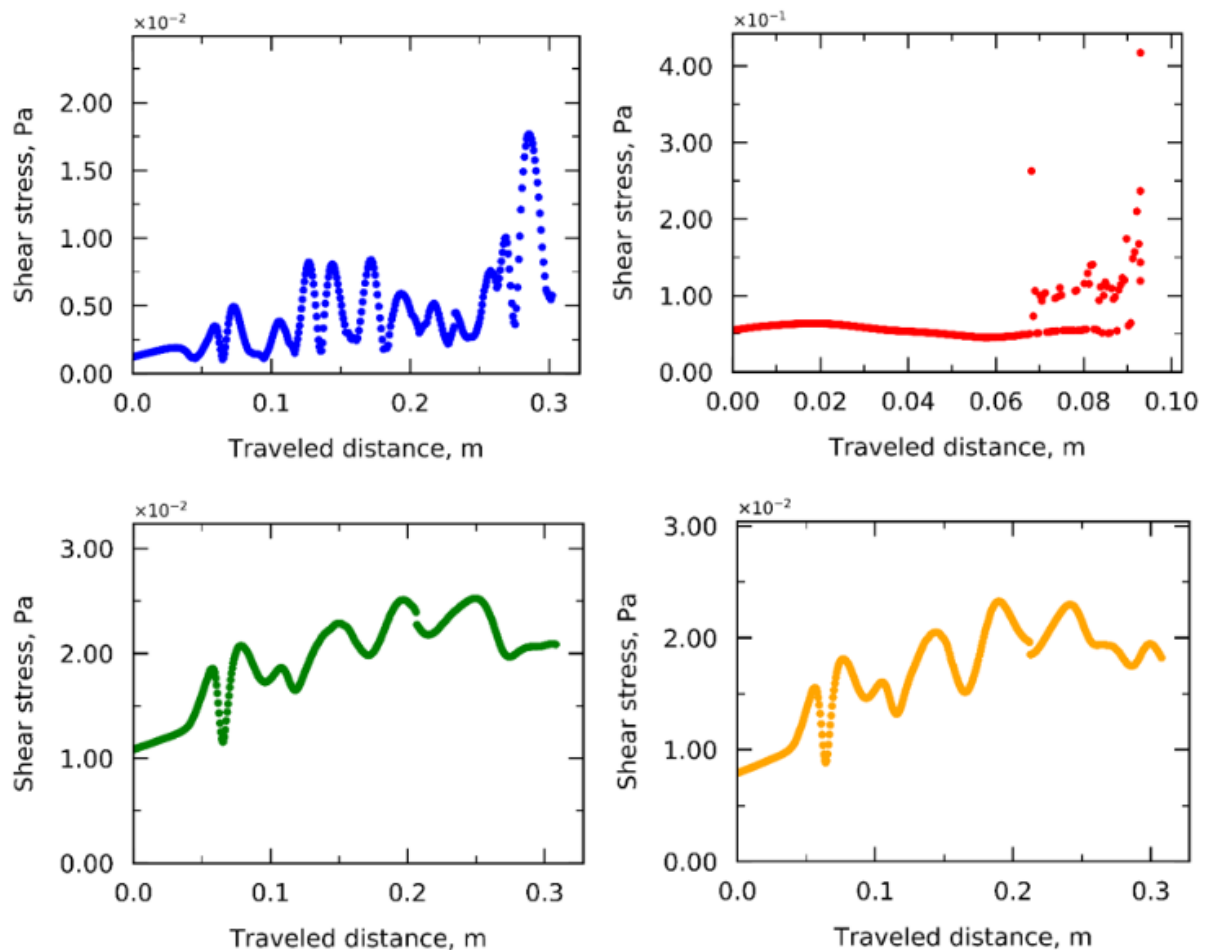 ×10⁻²
2.00
1.50
1.00
0.50
0.00
0.0 0.1 0.2 0.3
Shear stress, Pa
Traveled distance, m
×10⁻¹
4.00
3.00
2.00
1.00
0.00
0.00 0.02 0.04 0.06 0.08 0.10
Shear stress, Pa
Traveled distance, m
×10⁻²
3.00
2.00
1.00
0.00
0.0 0.1 0.2 0.3
Shear stress, Pa
Traveled distance, m
×10⁻²
3.00
2.00
1.00
0.00
0.0 0.1 0.2 0.3
Shear stress, Pa
Traveled distance, m